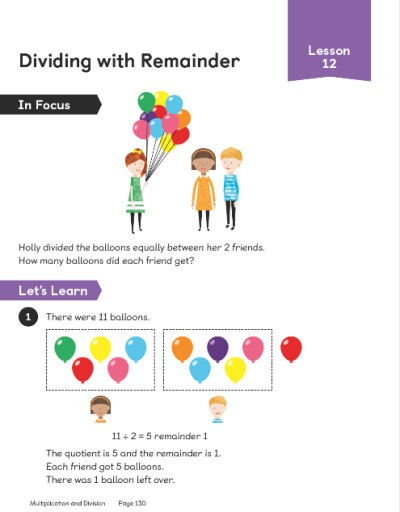 Lesson
12
Dividing with Remainder
In Focus
Holly divided the balloons equally between her 2 friends.
How many balloons did each friend get?
Let's Learn
1 There were 11 balloons.
11 ÷ 2 = 5 remainder 1
The quotient is 5 and the remainder is 1.
Each friend got 5 balloons.
There was 1 balloon left over.
Multiplication and Division Page 130